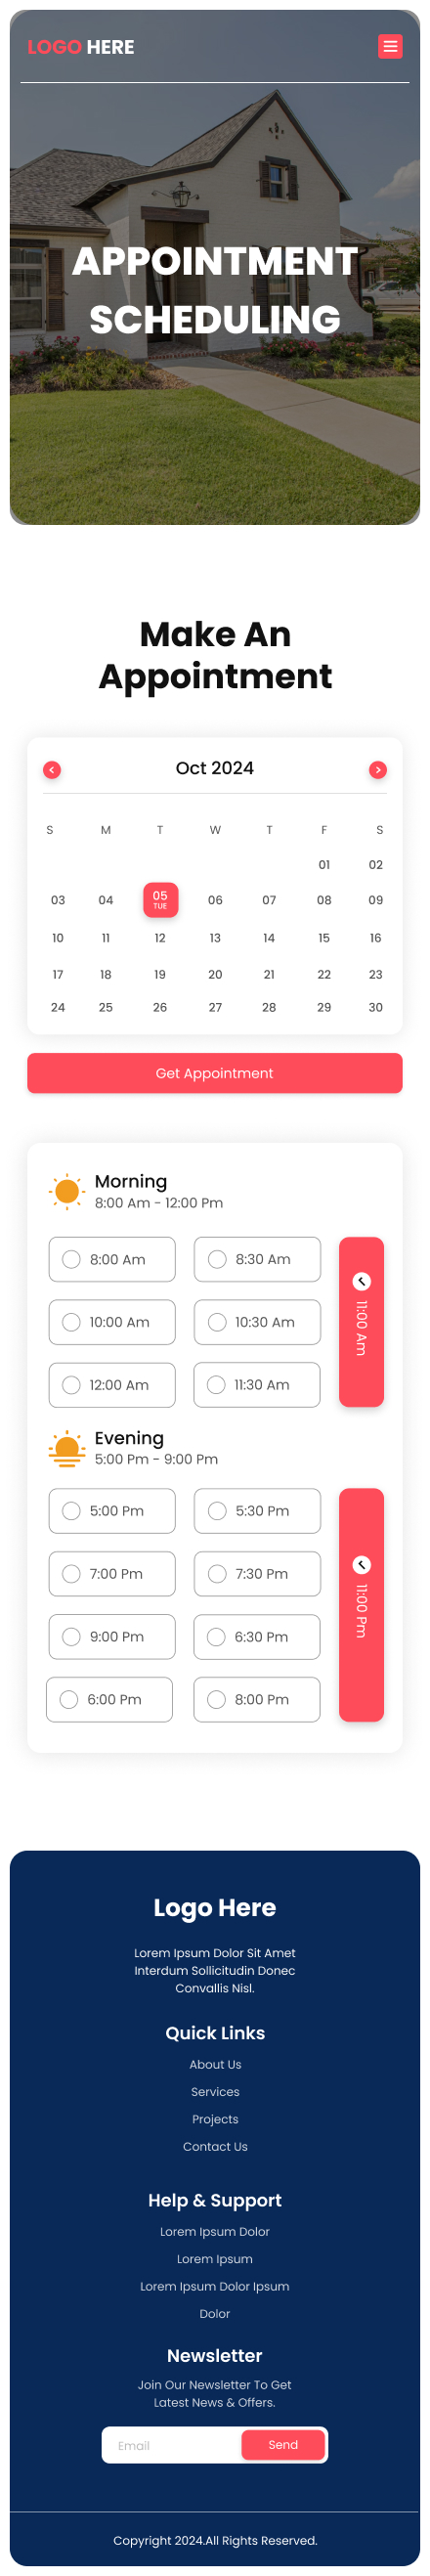 LOGO HERE
APPOINTMENT
SCHEDULING
Make An
Appointment
Oct 2024
S M T W T F S
01 02
03 04 05 06 07 08 09
TUE
10 11 12 13 14 15 16
17 18 19 20 21 22 23
24 25 26 27 28 29 30
Get Appointment
Morning
8:00 Am - 12:00 Pm
8:00 Am 8:30 Am
10:00 Am 10:30 Am
12:00 Am 11:30 Am
11:00 Am
Evening
5:00 Pm - 9:00 Pm
5:00 Pm 5:30 Pm
7:00 Pm 7:30 Pm
9:00 Pm 6:30 Pm
6:00 Pm 8:00 Pm
11:00 Pm
Logo Here
Lorem Ipsum Dolor Sit Amet
Interdum Sollicitudin Donec
Convallis Nisl.
Quick Links
About Us
Services
Projects
Contact Us
Help & Support
Lorem Ipsum Dolor
Lorem Ipsum
Lorem Ipsum Dolor Ipsum
Dolor
Newsletter
Join Our Newsletter To Get
Latest News & Offers.
Email Send
Copyright 2024.All Rights Reserved.